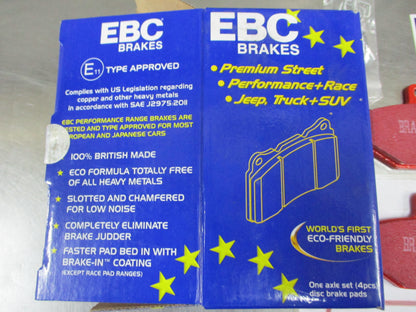 EBC
BRAKES
E11 TYPE APPROVED
Complies with US Legislation regarding
copper and other heavy metals
in accordance with SAE J2975:2011
EBC PERFORMANCE RANGE BRAKES ARE
TESTED AND TYPE APPROVED FOR MOST
EUROPEAN AND JAPANESE CARS
100% BRITISH MADE
ECO FORMULA TOTALLY FREE
OF ALL HEAVY METALS
SLOTTED AND CHAMFERED
FOR LOW NOISE
COMPLETELY ELIMINATE
BRAKE JUDDER
FASTER PAD BED IN WITH
BRAKE-IN™ COATING
(EXCEPT RACE PAD RANGES)
EBC
BRAKES
• Premium Street
• Performance+Race
• Jeep, Truck+SUV
WORLD'S FIRST
ECO-FRIENDLY
BRAKES
One axle set (4pcs)
disc brake pads